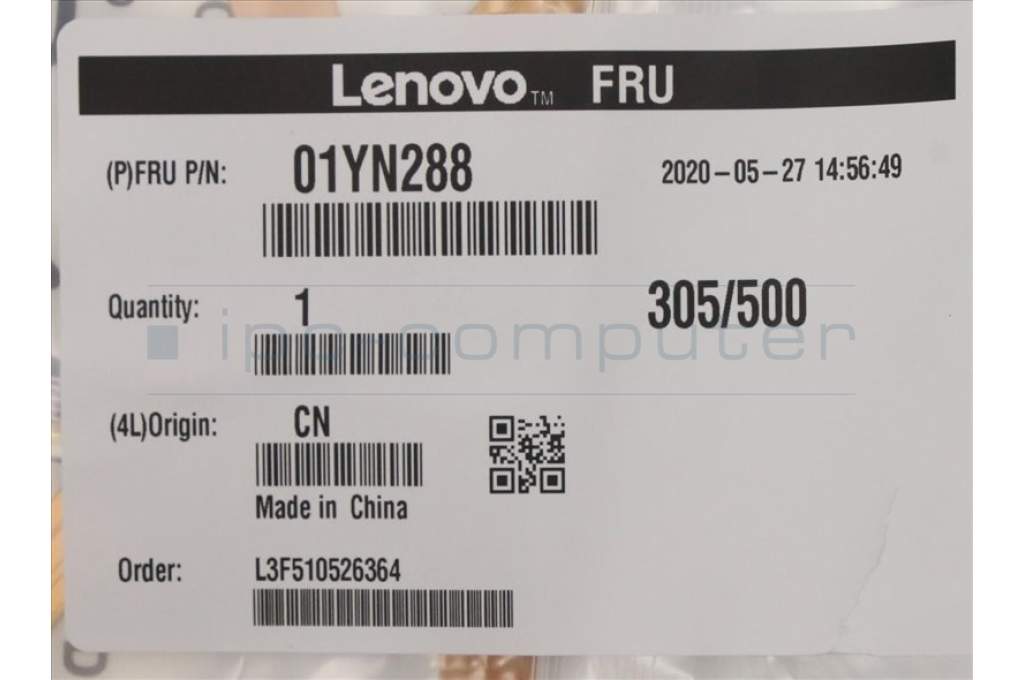 Lenovo™ FRU
(P)FRU P/N: 01YN288 2020-05-27 14:56:49
Quantity: 1 305/500
ipc-computer
(4L)Origin: CN
Made in China
Order: L3F510526364